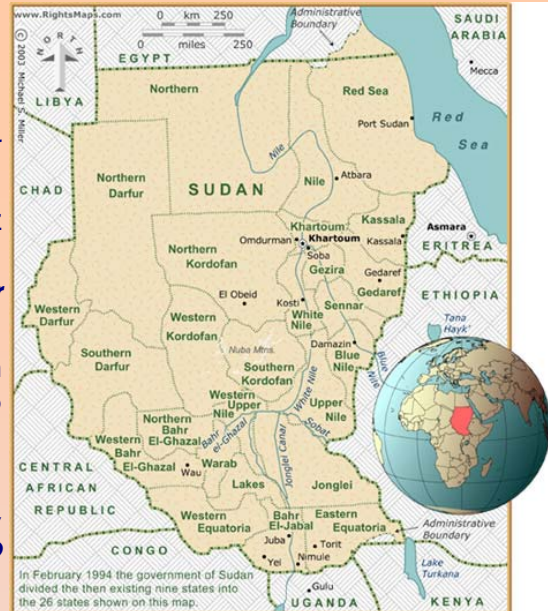 www.RightsMaps.com
0 km 250
0 miles 250
Administrative
Boundary
SAUDI
ARABIA
© 2003 Michael S. Miller
NORTH
EGYPT
Mecca
LIBYA
Northern
Red Sea
Port Sudan
Red
Sea
Nile
CHAD
Northern
Darfur
SUDAN
Nile
Atbara
Khartoum
Kassala
Omdurman
Khartoum
Kassala
Asmara
Soba
ERITREA
Northern
Kordofan
Gezira
Gedaref
Gedaref
El Obeid
Kosti
Sennar
ETHIOPIA
Western
Darfur
Western
Kordofan
White
Nile
Tana
Hayk'
Damazin
Nuba Mtns.
Blue
Nile
Blue
Nile
Southern
Darfur
Southern
Kordofan
White Nile
Western
Upper
Nile
Upper
Nile
Northern
Bahr
El-Ghazal
Bahr
el-Ghazal
Sobat
Western
Bahr
El-Ghazal
Warab
Wau
Jonglei Canar
Lakes
Jonglei
CENTRAL
AFRICAN
REPUBLIC
Western
Equatoria
Bahr
El-Jabal
Eastern
Equatoria
Administrative
Boundary
CONGO
Juba
Torit
Yei
Nimule
Lake
Turkana
In February 1994 the government of Sudan
divided the then existing nine states into
the 26 states shown on this map.
Gulu
UGANDA
KENYA